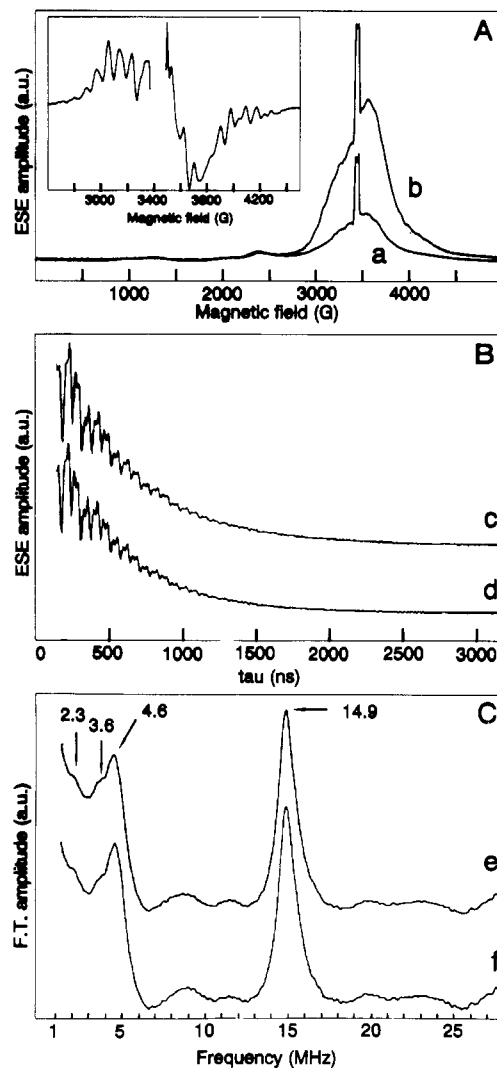 A
ESE amplitude (a.u.)
3000 3400 3800 4200
Magnetic field (G)
b
a
1000 2000 3000 4000
Magnetic field (G)
B
ESE amplitude (a.u.)
c
d
0 500 1000 1500 2000 2500 3000
tau (ns)
C
2.3 3.6 4.6 14.9
F.T. amplitude (a.u.)
e
f
1 5 10 15 20 25
Frequency (MHz)